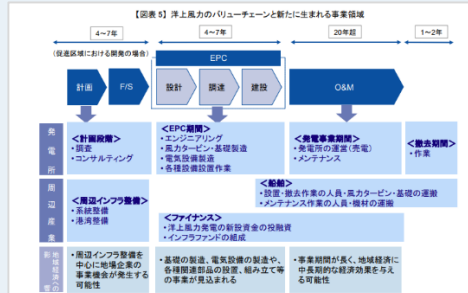 【図表5】洋上風力のバリューチェーンと新たに生まれる事業領域
4～7年
4～7年
20年超
1～2年
(促進区域における開発の場合)
EPC
計画
F/S
設計
調達
建設
O&M
発電所
<計画段階>
・調査
・コンサルティング
<EPC期間>
・エンジニアリング
・風力タービン・基礎製造
・電気設備製造
・各種設備設置作業
<発電事業期間>
・発電所の運営(売電)
・メンテナンス
<撤去期間>
・作業
周辺産業
<船舶>
・設置・撤去作業の人員・風力タービン・基礎の運搬
・メンテナンス作業の人員・機材の運搬
<周辺インフラ整備>
・系統整備
・港湾整備
<ファイナンス>
・洋上風力発電の新設資金の投融資
・インフラファンドの組成
地域経済への影響
・周辺インフラ整備を
中心に地場企業の
事業機会が発生する
可能性
・基礎の製造、電気設備の製造や、
各種関連部品の設置、組み立て等
の事業が見込まれる
・事業期間が長く、地域経済に
中長期的な経済効果を与え
る可能性